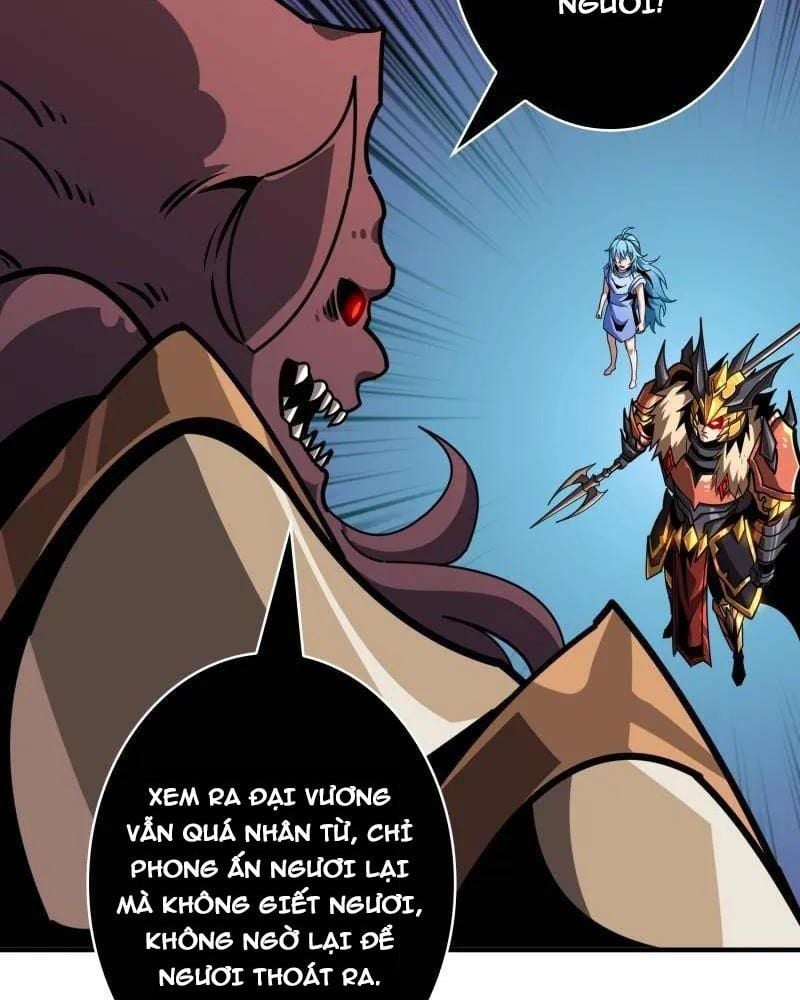 NGƯƠI!
XEM RA ĐẠI VƯƠNG
VẪN QUÁ NHÂN TỪ, CHỈ
PHONG ẤN NGƯƠI LẠI
MÀ KHÔNG GIẾT NGƯƠI,
KHÔNG NGỜ LẠI ĐỂ
NGƯƠI THOÁT RA.